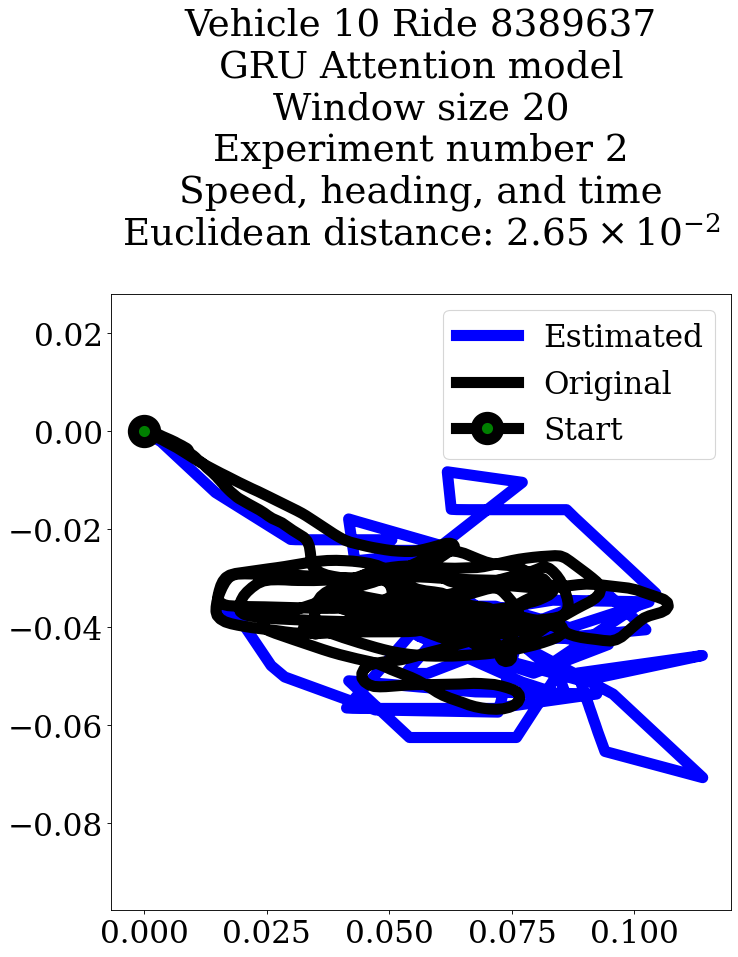 Vehicle 10 Ride 8389637
GRU Attention model
Window size 20
Experiment number 2
Speed, heading, and time
Euclidean distance: 2.65 × 10⁻²
Estimated
Original
Start
0.02
0.00
−0.02
−0.04
−0.06
−0.08
0.000 0.025 0.050 0.075 0.100